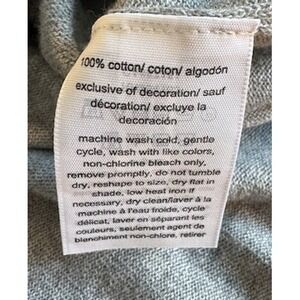 100% cotton/ coton/ algodón
exclusive of decoration/ sauf
décoration/ excluye la
decoración
machine wash cold, gentle
cycle, wash with like colors,
non-chlorine bleach only,
remove promptly, do not tumble
dry, reshape to size, dry flat in
shade, low heat iron if
necessary, dry clean/laver à la
machine à l'eau froide, cycle
délicat, laver en séparant les
couleurs, seulement agent de
blanchiment non-chlore, retirer